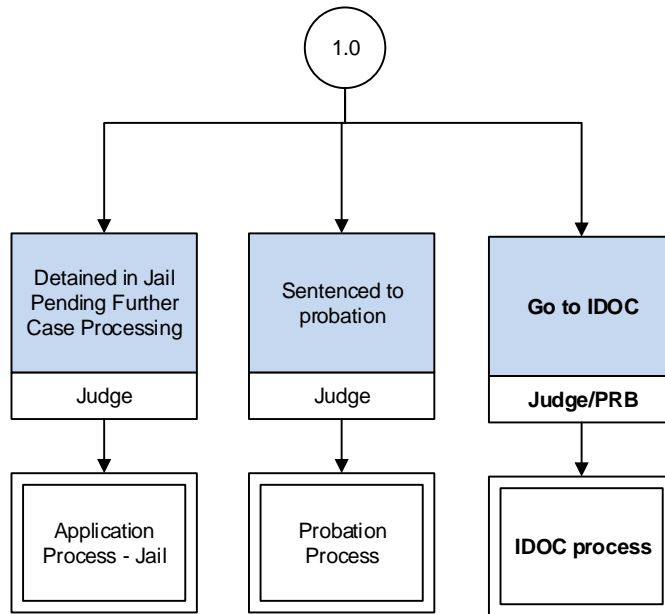 1.0
Detained in Jail
Pending Further
Case Processing
Judge
Sentenced to
probation
Judge
Go to IDOC
Judge/PRB
Application
Process - Jail
Probation
Process
IDOC process